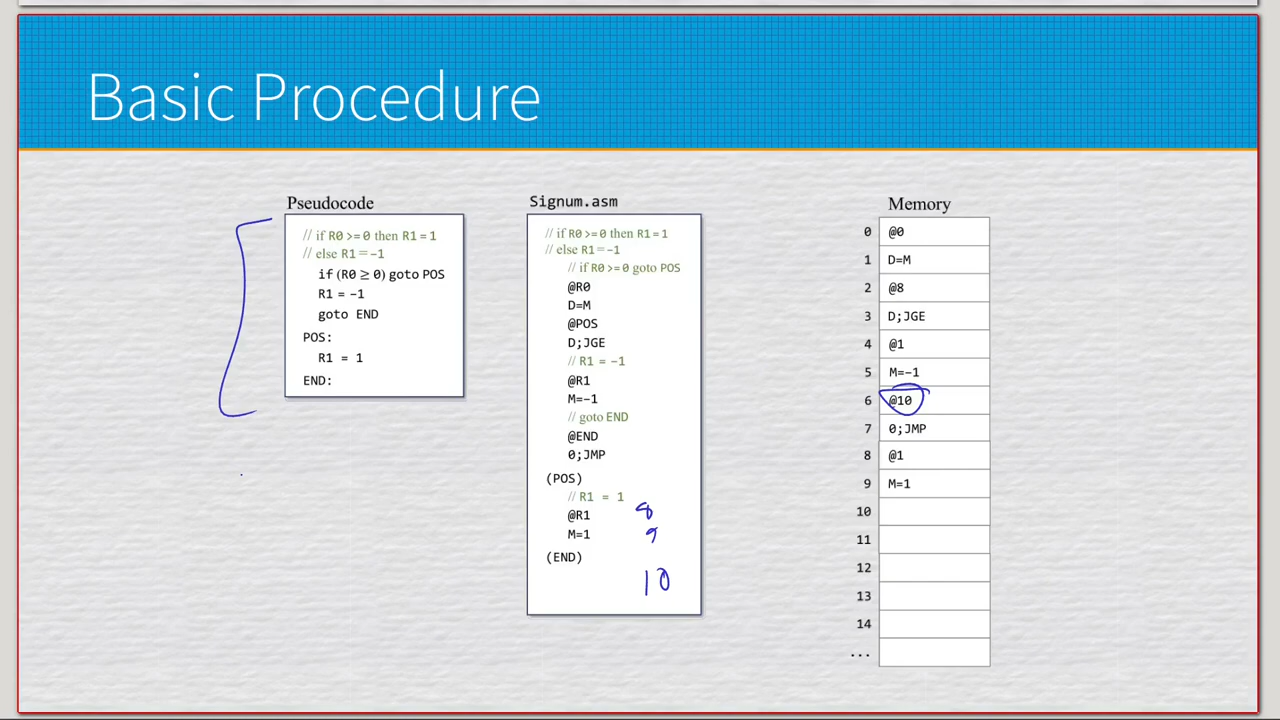 Basic Procedure
Pseudocode
// if R0 >= 0 then R1 = 1
// else R1 = −1
if (R0 ≥ 0) goto POS
R1 = −1
goto END
POS:
R1 = 1
END:
Signum.asm
// if R0 >= 0 then R1 = 1
// else R1 = −1
// if R0 >= 0 goto POS
@R0
D=M
@POS
D;JGE
// R1 = −1
@R1
M=−1
// goto END
@END
0;JMP
(POS)
// R1 = 1
@R1 8
M=1 9
(END)
10
Memory
0 @0
1 D=M
2 @8
3 D;JGE
4 @1
5 M=−1
6 @10
7 0;JMP
8 @1
9 M=1
10
11
12
13
14
...